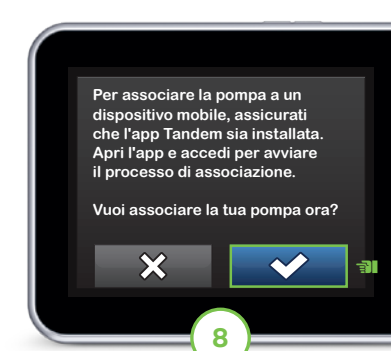 Per associare la pompa a un
dispositivo mobile, assicurati
che l'app Tandem sia installata.
Apri l'app e accedi per avviare
il processo di associazione.
Vuoi associare la tua pompa ora?
8